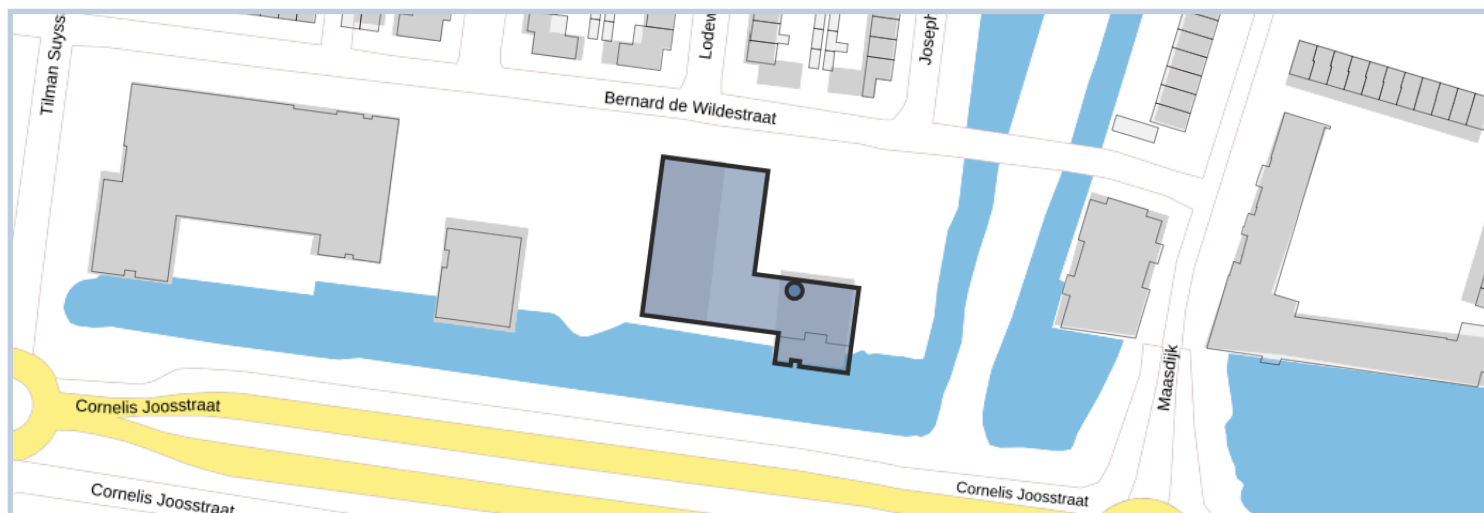 Tilman Suyss
Lodew
Joseph
Bernard de Wildestraat
Maasdijk
Cornelis Joosstraat
Cornelis Joosstraat
Cornelis Joosstraat